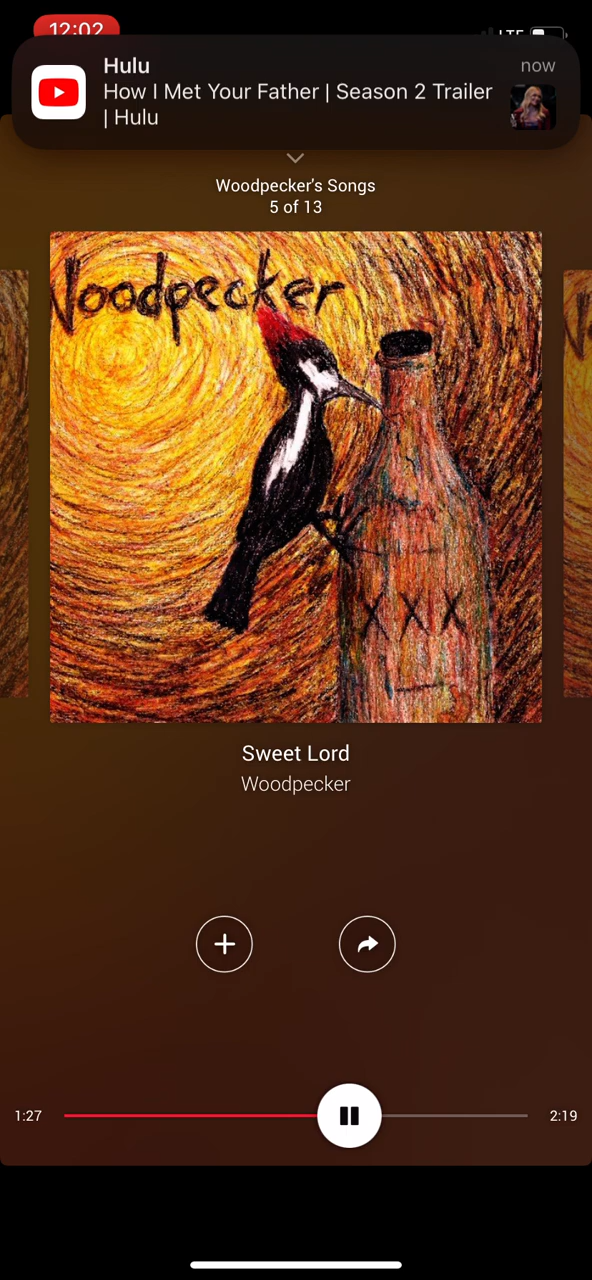 12:02
LTE
Hulu
now
How I Met Your Father | Season 2 Trailer
| Hulu
Woodpecker's Songs
5 of 13
Woodpecker
XXX
Sweet Lord
Woodpecker
1:27
2:19